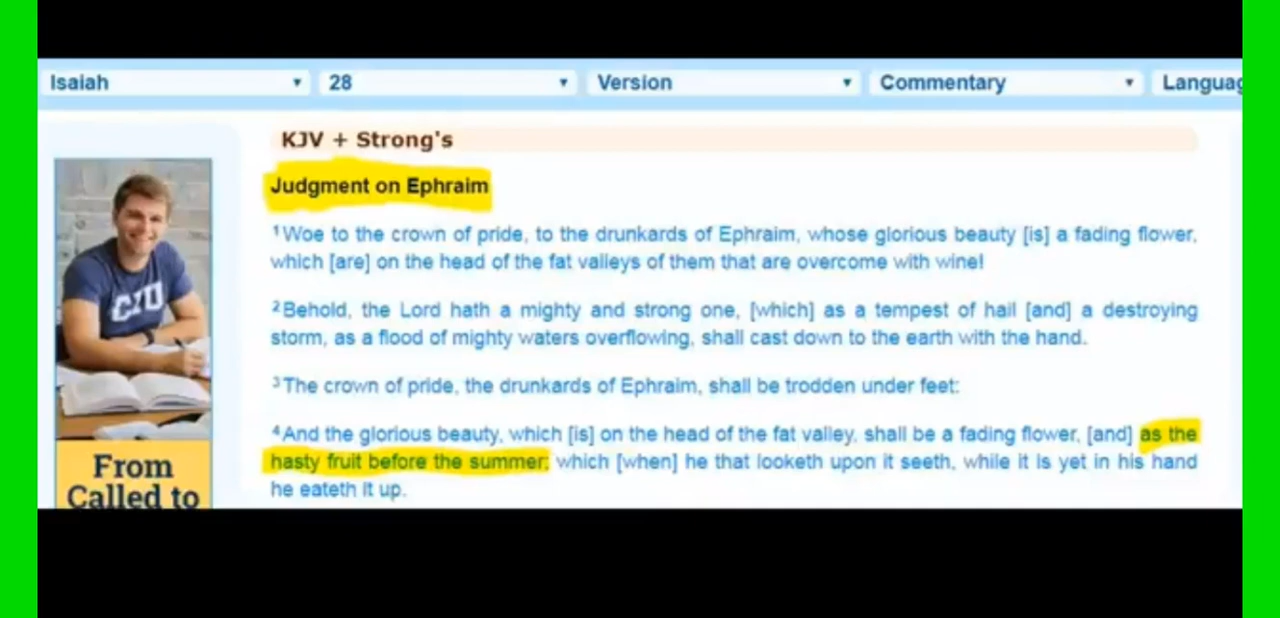 Isaiah 28 Version Commentary Languag
KJV + Strong's
Judgment on Ephraim
1Woe to the crown of pride, to the drunkards of Ephraim, whose glorious beauty [is] a fading flower,
which [are] on the head of the fat valleys of them that are overcome with wine!
2Behold, the Lord hath a mighty and strong one, [which] as a tempest of hail [and] a destroying
storm, as a flood of mighty waters overflowing, shall cast down to the earth with the hand.
3The crown of pride, the drunkards of Ephraim, shall be trodden under feet:
4And the glorious beauty, which [is] on the head of the fat valley, shall be a fading flower, [and] as the
hasty fruit before the summer; which [when] he that looketh upon it seeth, while it is yet in his hand
he eateth it up.
CIU
From
Called to